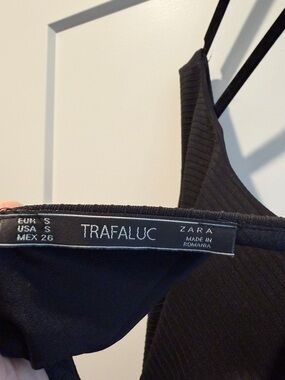 EUR S
USA S
MEX 26
TRAFALUC
ZARA
MADE IN
ROMANIA